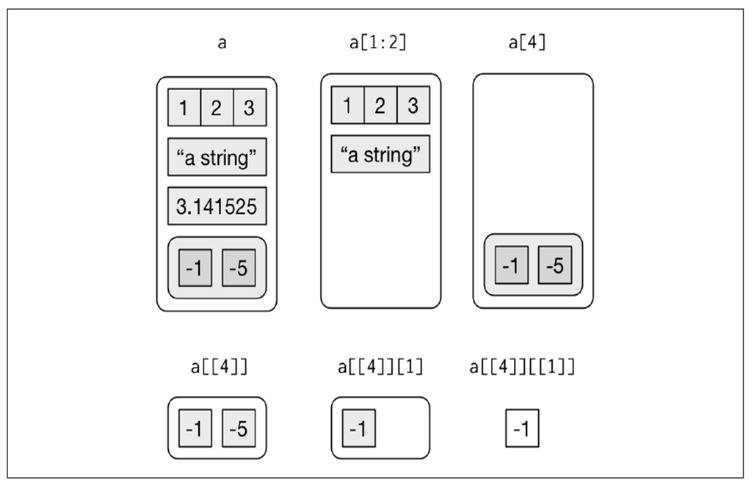 a
a[1:2]
a[4]
1 2 3
“a string”
3.141525
-1 -5
1 2 3
“a string”
-1 -5
a[[4]]
a[[4]][1]
a[[4]][[1]]
-1 -5
-1
-1